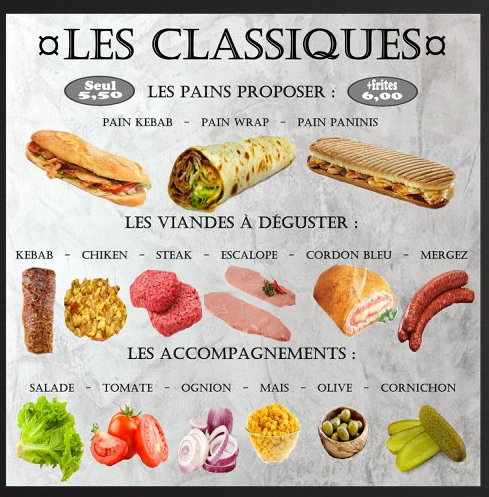 ¤LES CLASSIQUES¤
Seul
5,50
LES PAINS PROPOSER :
+frites
6,00
PAIN KEBAB - PAIN WRAP - PAIN PANINIS
LES VIANDES À DÉGUSTER :
KEBAB - CHIKEN - STEAK - ESCALOPE - CORDON BLEU - MERGEZ
LES ACCOMPAGNEMENTS :
SALADE - TOMATE - OGNION - MAIS - OLIVE - CORNICHON